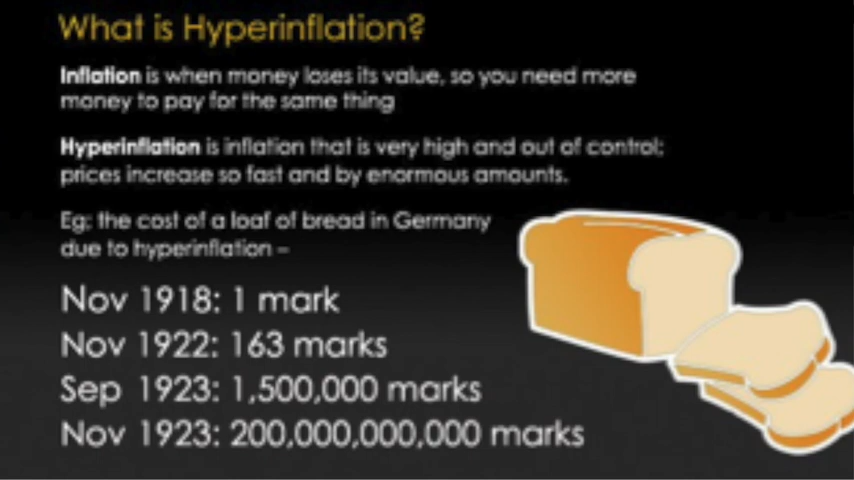 What is Hyperinflation?
Inflation is when money loses its value, so you need more
money to pay for the same thing
Hyperinflation is inflation that is very high and out of control;
prices increase so fast and by enormous amounts.
Eg: the cost of a loaf of bread in Germany
due to hyperinflation –
Nov 1918: 1 mark
Nov 1922: 163 marks
Sep 1923: 1,500,000 marks
Nov 1923: 200,000,000,000 marks